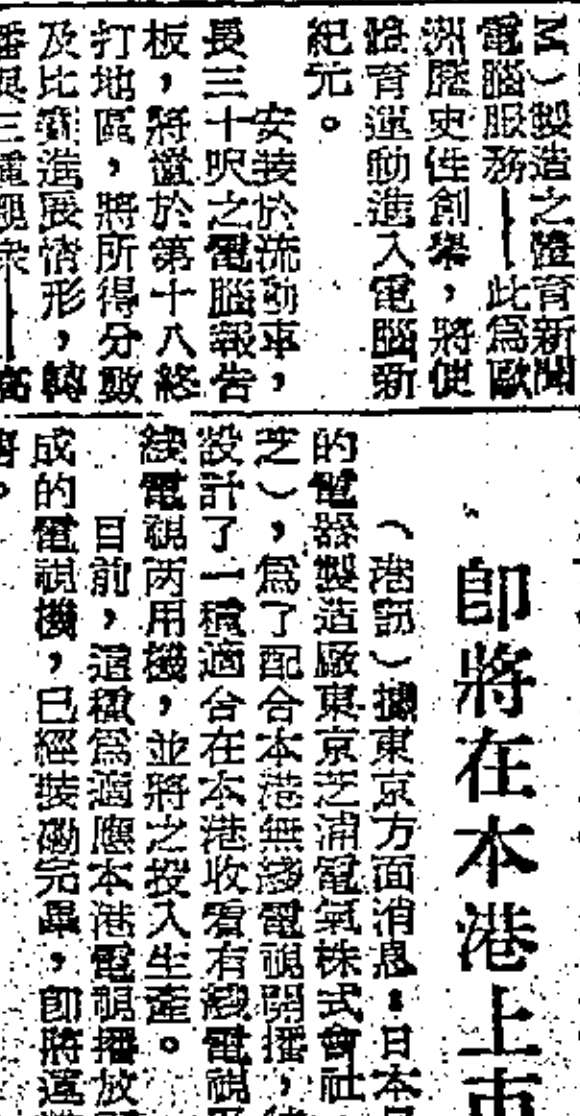 M）製造之體育新聞
電腦服務——此爲歐
洲歷史性創舉，將使
體育運動進入電腦新
紀元。
安裝於流動車，
長三十呎之電腦報告
板，將置於第十八終
打地區，將所得分數
及比賽進展情形，轉
即將在本港上市
（港訊）據東京方面消息：日本
的電器製造廠東京芝浦電氣株式會社
芝），爲了配合本港無綫電視開播，
設計了一種適合在本港收看有綫電視
綫電視两用機，並將之投入生產。
目前，這種爲適應本港電視播放
成的電視機，已經裝勵完畢，即將運